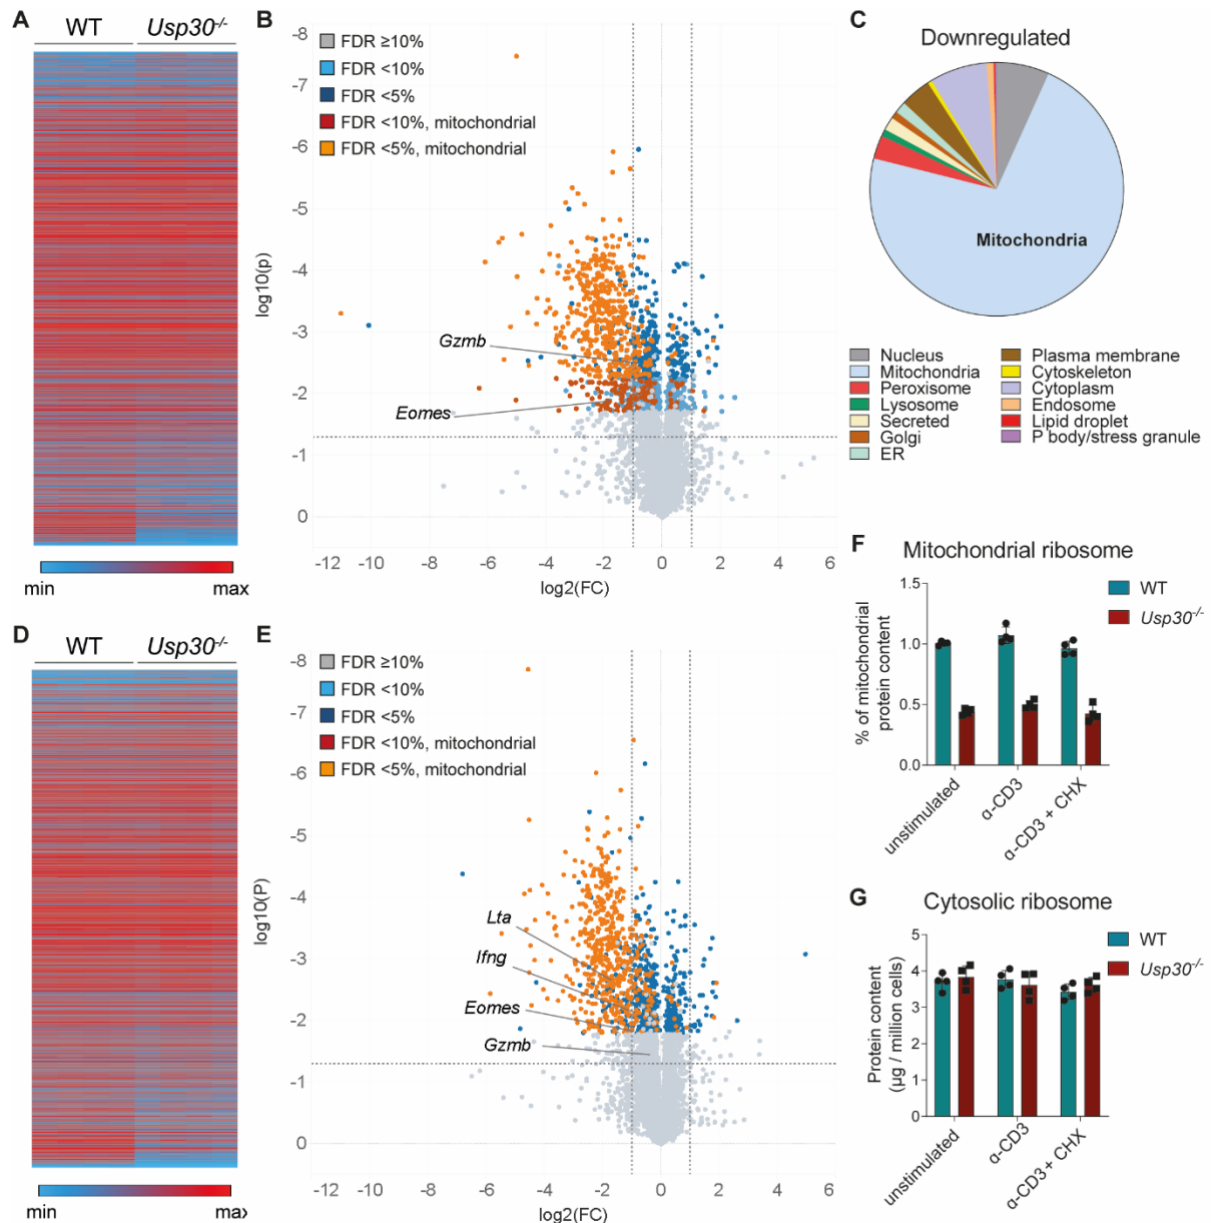 A
WT
Usp30-/-
min
max
B
-8
-7
-6
-5
-4
-3
-2
-1
0
log10(p)
FDR ≥10%
FDR <10%
FDR <5%
FDR <10%, mitochondrial
FDR <5%, mitochondrial
Gzmb
Eomes
-12 -10 -8 -6 -4 -2 0 2 4 6
log2(FC)
C
Downregulated
Mitochondria
Nucleus
Mitochondria
Peroxisome
Lysosome
Secreted
Golgi
ER
Plasma membrane
Cytoskeleton
Cytoplasm
Endosome
Lipid droplet
P body/stress granule
D
WT
Usp30-/-
min
max
E
-8
-7
-6
-5
-4
-3
-2
-1
0
log10(P)
FDR ≥10%
FDR <10%
FDR <5%
FDR <10%, mitochondrial
FDR <5%, mitochondrial
Lta
Ifng
Eomes
Gzmb
-12 -10 -8 -6 -4 -2 0 2 4 6
log2(FC)
F
Mitochondrial ribosome
% of mitochondrial
protein content
1.5
1.0
0.5
0.0
WT
Usp30-/-
unstimulated
α-CD3
α-CD3 + CHX
G
Cytosolic ribosome
Protein content
(µg / million cells)
5
4
3
2
1
0
WT
Usp30-/-
unstimulated
α-CD3
α-CD3 + CHX